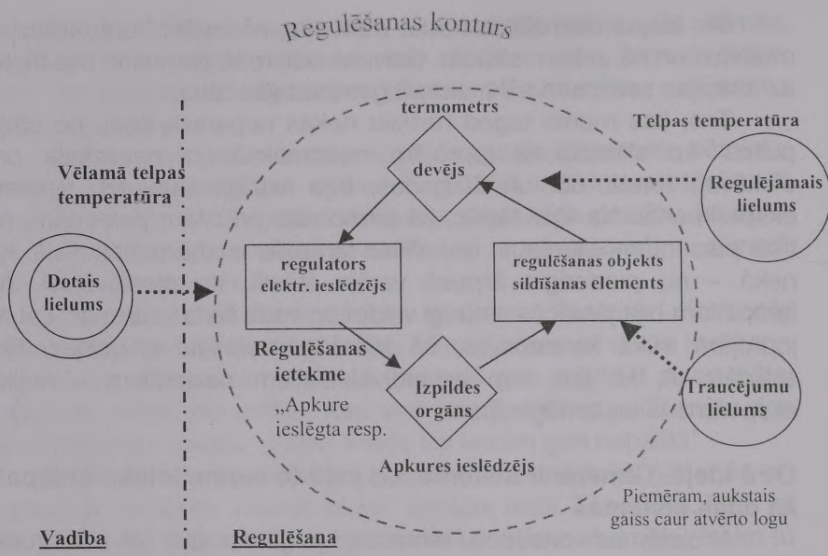 Regulēšanas konturs
termometrs
devējs
Telpas temperatūra
Regulējamais
lielums
Vēlamā telpas
temperatūra
Dotais
lielums
regulators
elektr. ieslēdzējs
regulēšanas objekts
sildīšanas elements
Regulēšanas
ietekme
„Apkure
ieslēgta resp.
Izpildes
orgāns
Traucējumu
lielums
Apkures ieslēdzējs
Piemēram, aukstais
gaiss caur atvērto logu
Vadība
Regulēšana